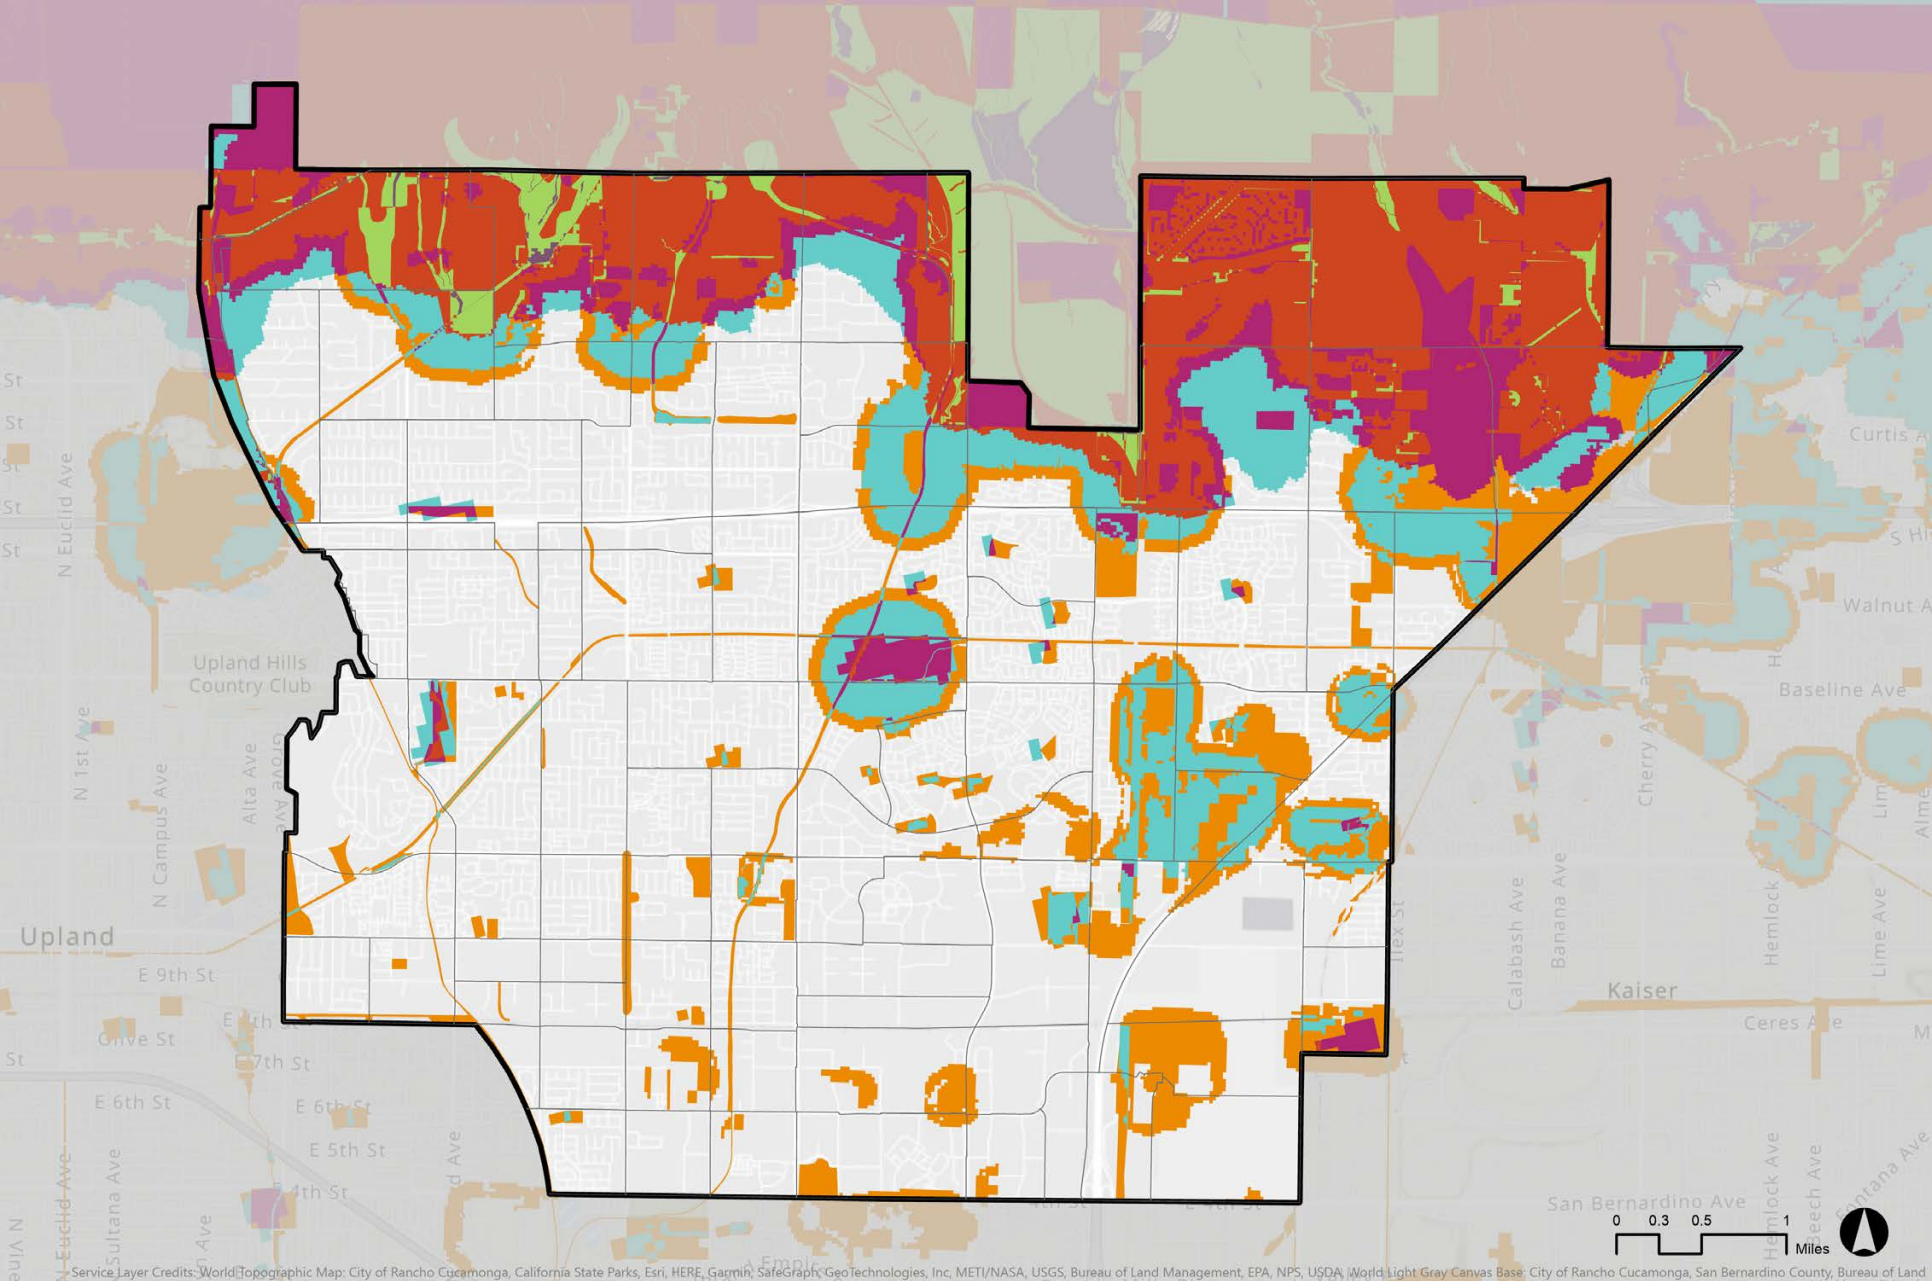 St
Curtis
St
St
N Euclid Ave
St
St
S Hi
Walnut A
Upland Hills
Country Club
Baseline Ave
N 1st Ave
Cherry Ave
Alta Ave
Grove Ave
N Campus Ave
Upland
E 9th St
Ilex St
Calabash Ave
Banana Ave
Hemlock
Lime Ave
Kaiser
Ceres Ave
Olive St
St
7th St
E 6th St
E 6th St
E 5th St
4th St
4th St
E 4th St
San Bernardino Ave
N Euclid Ave
Sultana Ave
Hemlock Ave
Beech Ave
Fontana Ave
0 0.3 0.5 1
Miles
Service Layer Credits: World Topographic Map: City of Rancho Cucamonga, California State Parks, Esri, HERE, Garmin, SafeGraph, GeoTechnologies, Inc, METI/NASA, USGS, Bureau of Land Management, EPA, NPS, USDA, World Light Gray Canvas Base: City of Rancho Cucamonga, San Bernardino County, Bureau of Land